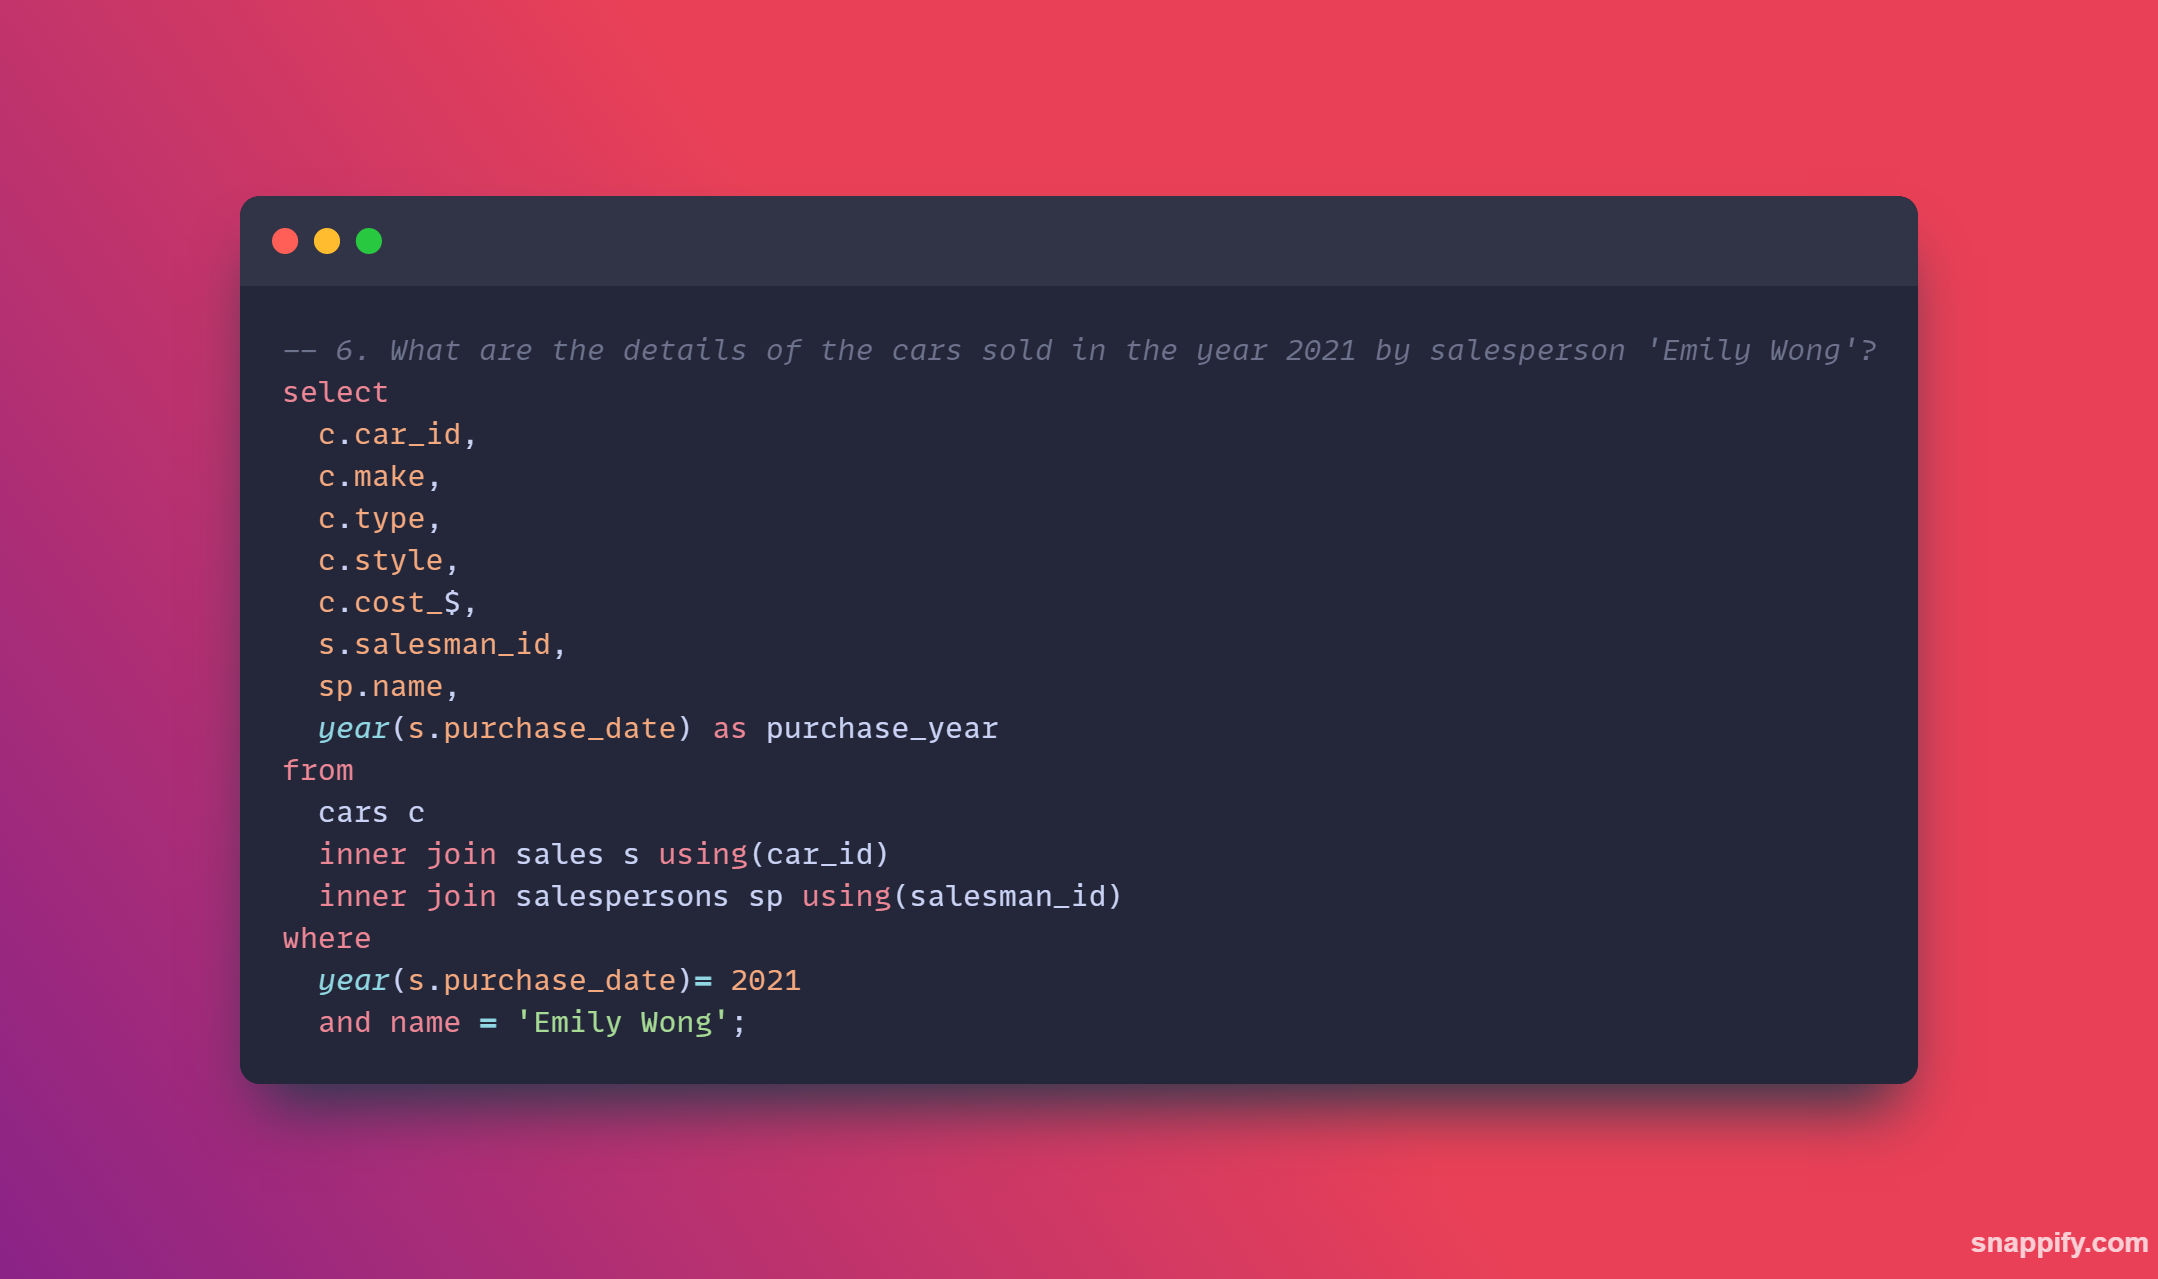 -- 6. What are the details of the cars sold in the year 2021 by salesperson 'Emily Wong'?
select
  c.car_id,
  c.make,
  c.type,
  c.style,
  c.cost_$,
  s.salesman_id,
  sp.name,
  year(s.purchase_date) as purchase_year
from
  cars c
  inner join sales s using(car_id)
  inner join salespersons sp using(salesman_id)
where
  year(s.purchase_date)= 2021
  and name = 'Emily Wong';
snappify.com